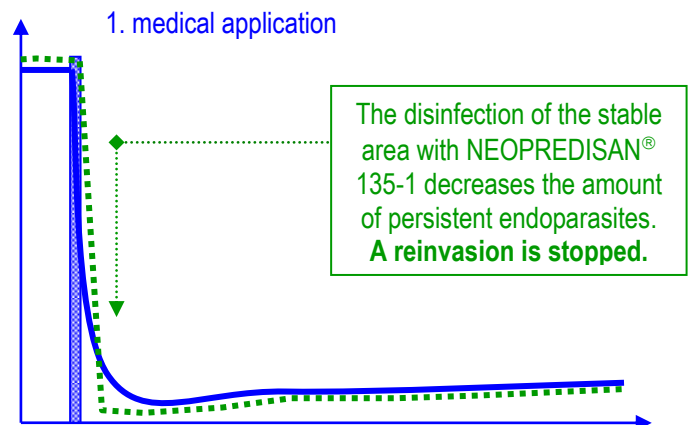 1. medical application
The disinfection of the stable
area with NEOPREDISAN®
135-1 decreases the amount
of persistent endoparasites.
A reinvasion is stopped.